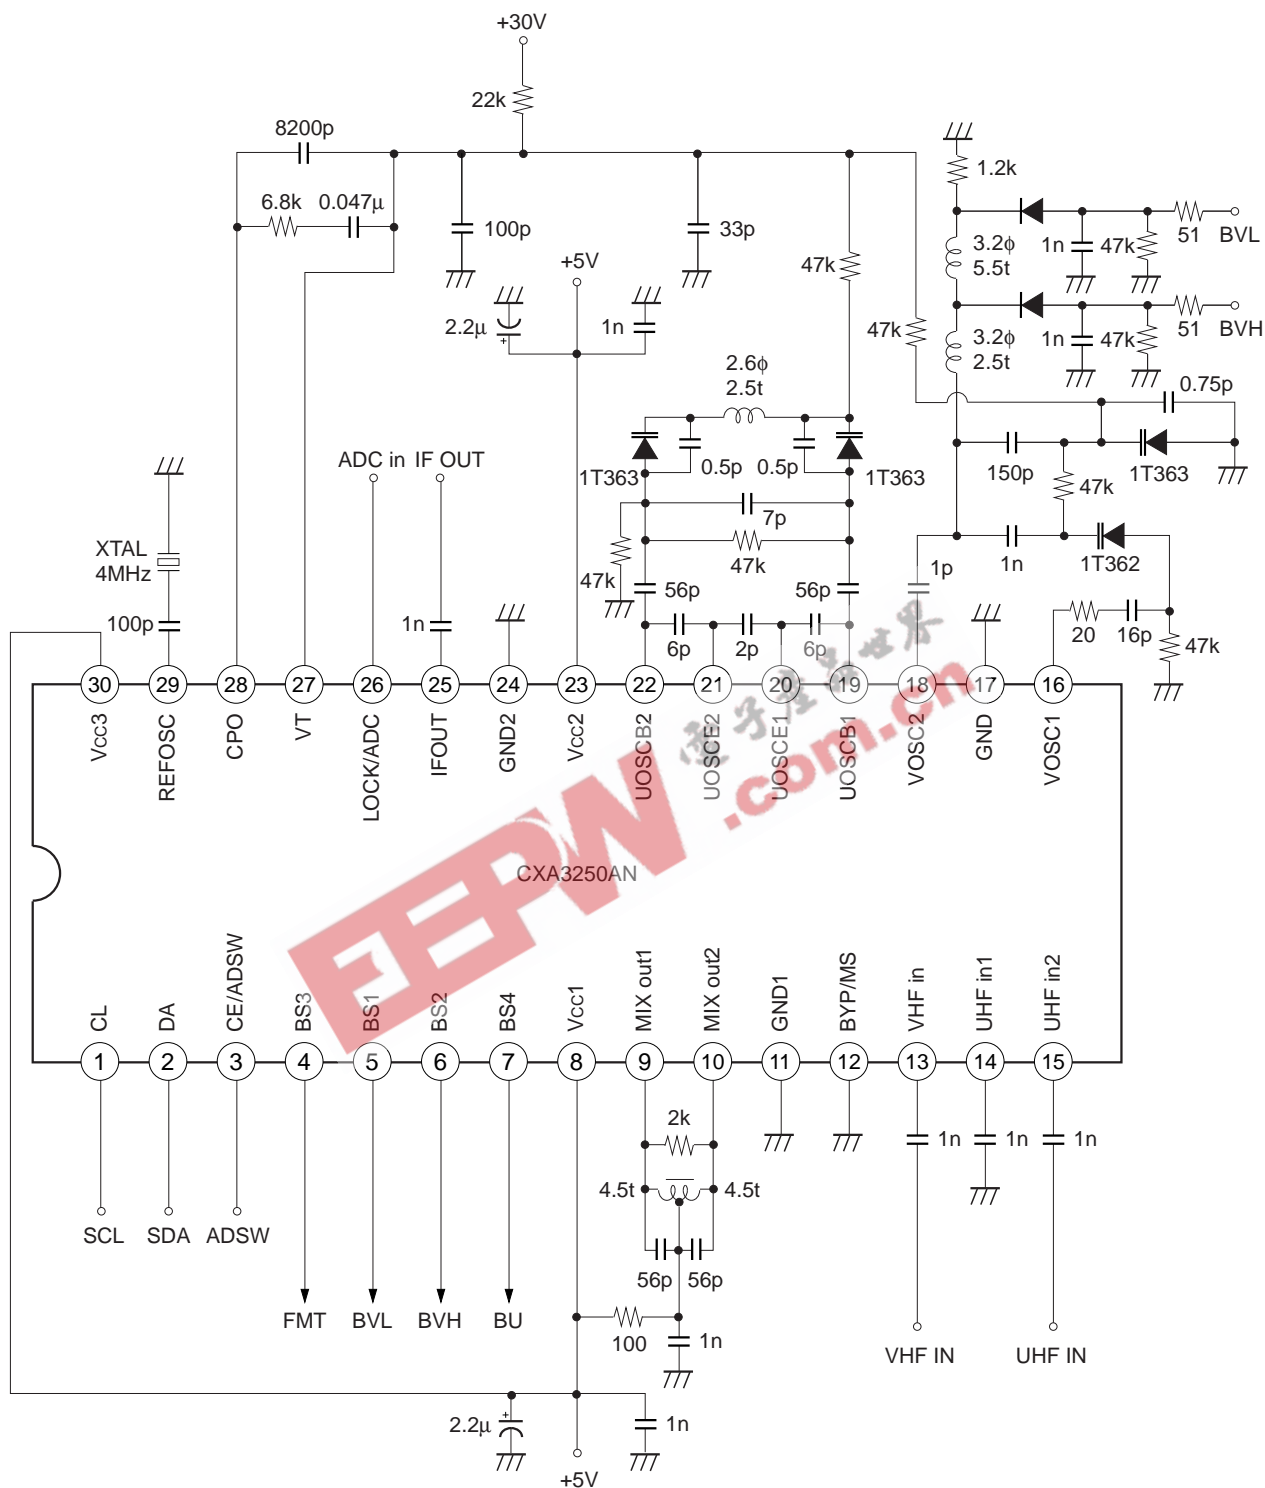 +30V
22k
8200p
6.8k
0.047μ
100p
33p
+5V
2.2μ
+
1n
47k
47k
1.2k
3.2ϕ
5.5t
1n
47k
51
BVL
3.2ϕ
2.5t
1n
47k
51
BVH
0.75p
2.6ϕ
2.5t
0.5p
0.5p
1T363
1T363
150p
1T363
47k
7p
47k
47k
1n
1T362
1p
ADC in
IF OUT
XTAL
4MHz
100p
1n
56p
56p
6p
2p
6p
20
16p
47k
30
29
28
27
26
25
24
23
22
21
20
19
18
17
16
Vcc3
REFOSC
CPO
VT
LOCK/ADC
IFOUT
GND2
Vcc2
UOSCB2
UOSCE2
UOSCE1
UOSCB1
VOSC2
GND
VOSC1
電子產品世界
EEPW
.com.cn
CXA3250AN
CL
DA
CE/ADSW
BS3
BS1
BS2
BS4
Vcc1
MIX out1
MIX out2
GND1
BYP/MS
VHF in
UHF in1
UHF in2
1
2
3
4
5
6
7
8
9
10
11
12
13
14
15
2k
1n
1n
1n
4.5t
4.5t
SCL
SDA
ADSW
56p
56p
FMT
BVL
BVH
BU
100
1n
VHF IN
UHF IN
2.2μ
+
1n
+5V